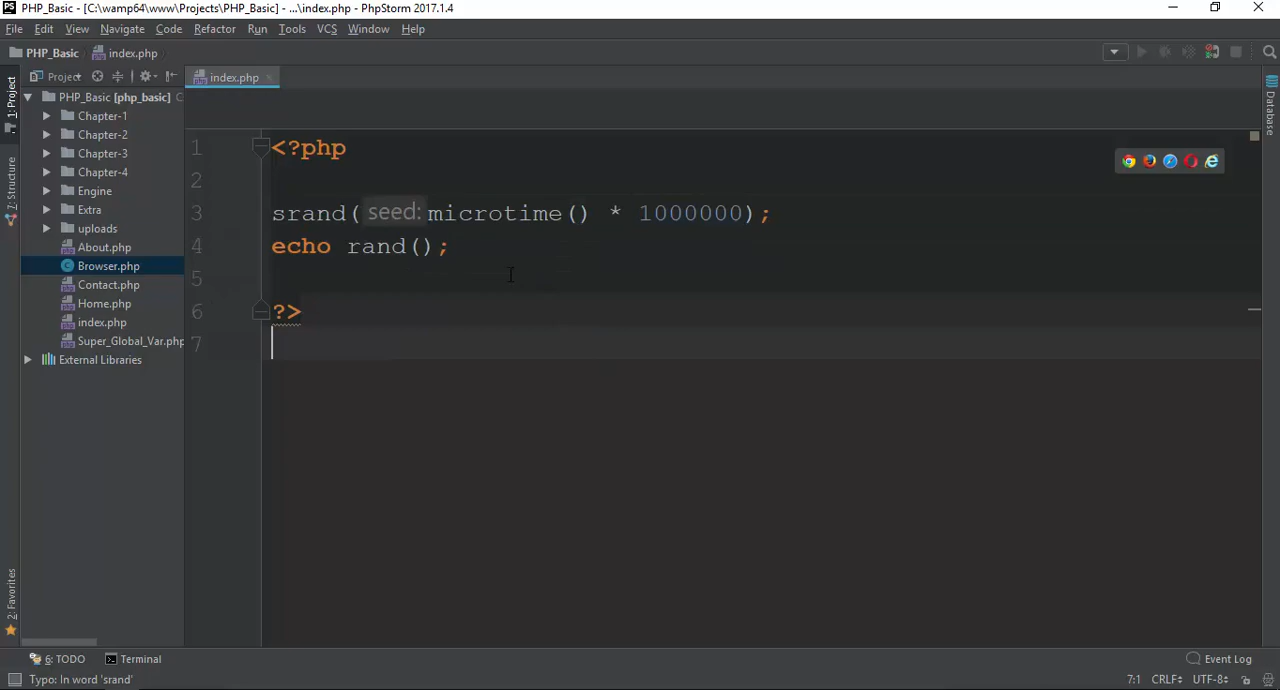 PHP_Basic - [C:\wamp64\www\Projects\PHP_Basic] - ...\index.php - PhpStorm 2017.1.4
File Edit View Navigate Code Refactor Run Tools VCS Window Help
PHP_Basic index.php
1: Project
Project
index.php
PHP_Basic [php_basic]
Chapter-1
Chapter-2
Chapter-3
Chapter-4
Engine
Extra
uploads
About.php
Browser.php
Contact.php
Home.php
index.php
Super_Global_Var.php
External Libraries
7: Structure
2: Favorites
1 <?php
2
3 srand( seed: microtime() * 1000000);
4 echo rand();
5
6 ?>
7
Database
6: TODO Terminal Event Log
Typo: In word 'srand' 7:1 CRLF UTF-8